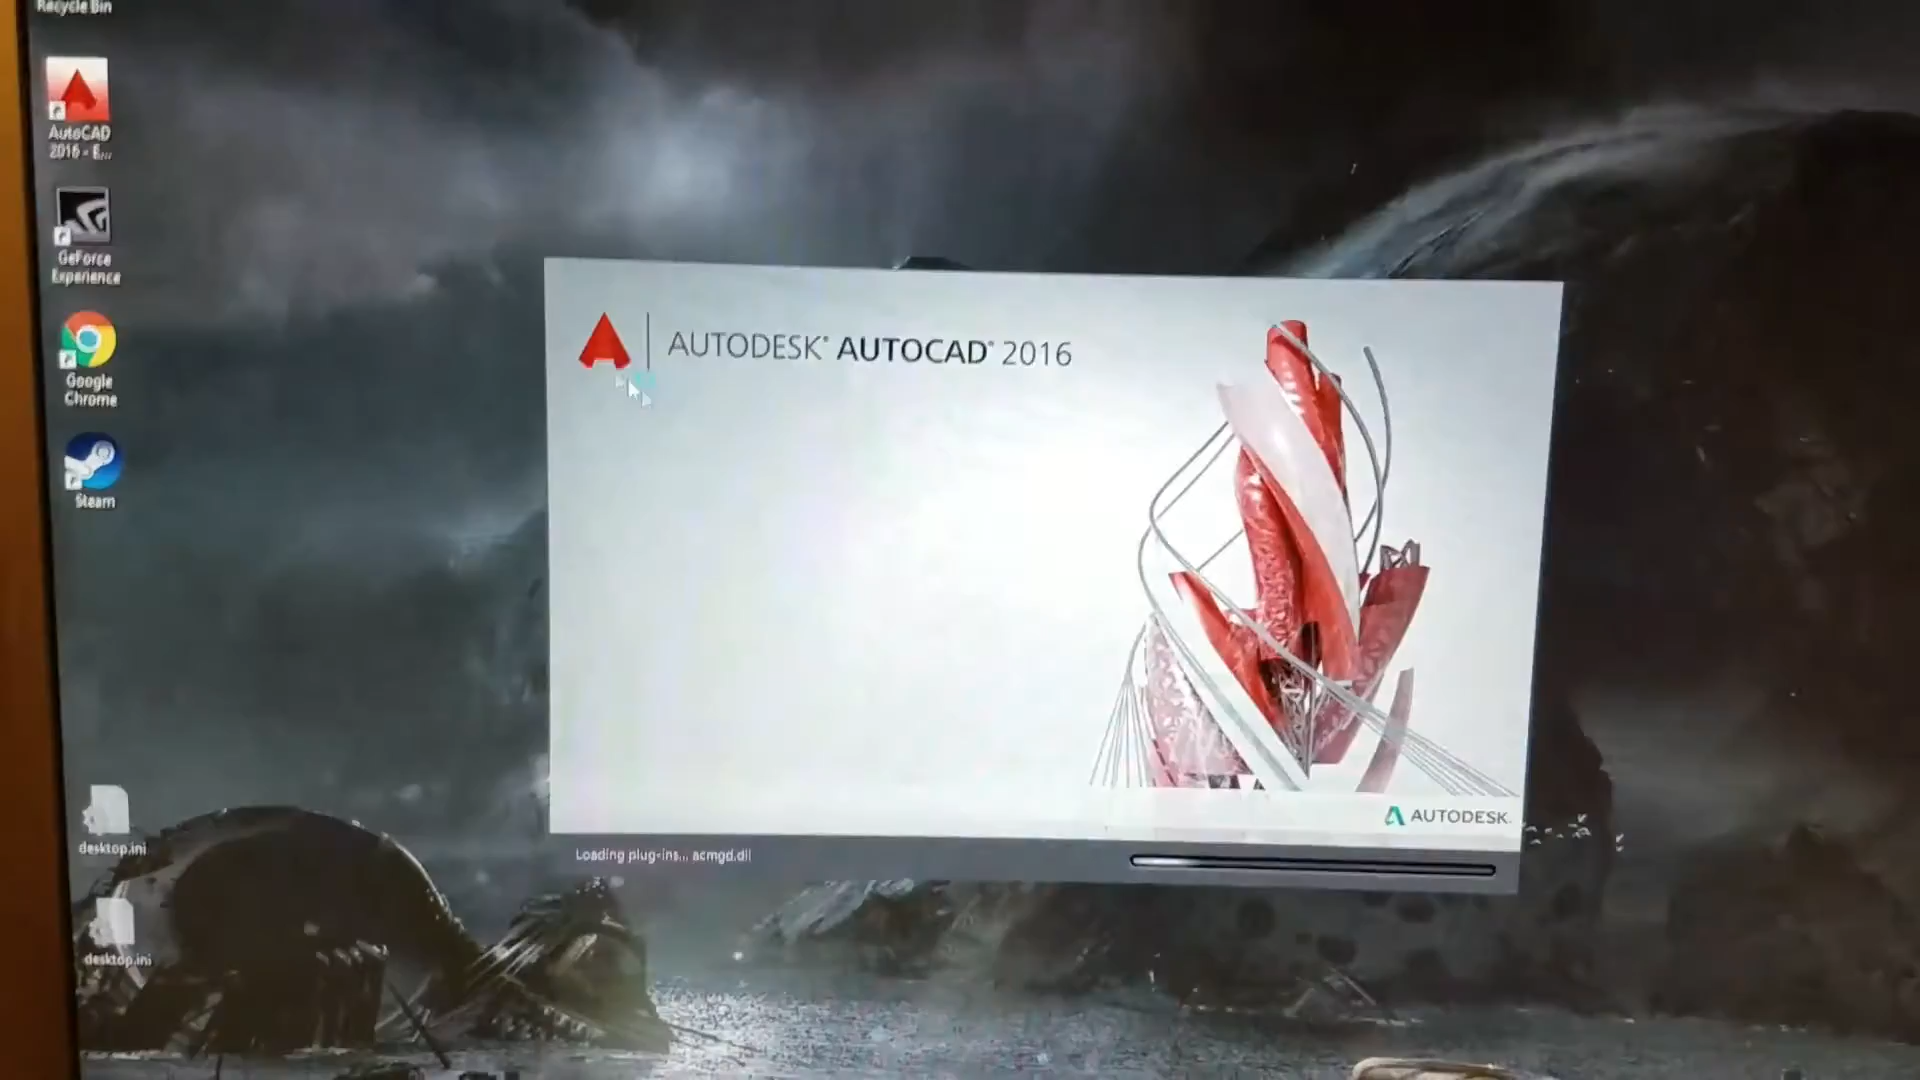 Recycle Bin
AutoCAD
2016 - E...
GeForce
Experience
Google
Chrome
Steam
desktop.ini
desktop.ini
AUTODESK® AUTOCAD® 2016
AUTODESK.
Loading plug-ins... acmgd.dll